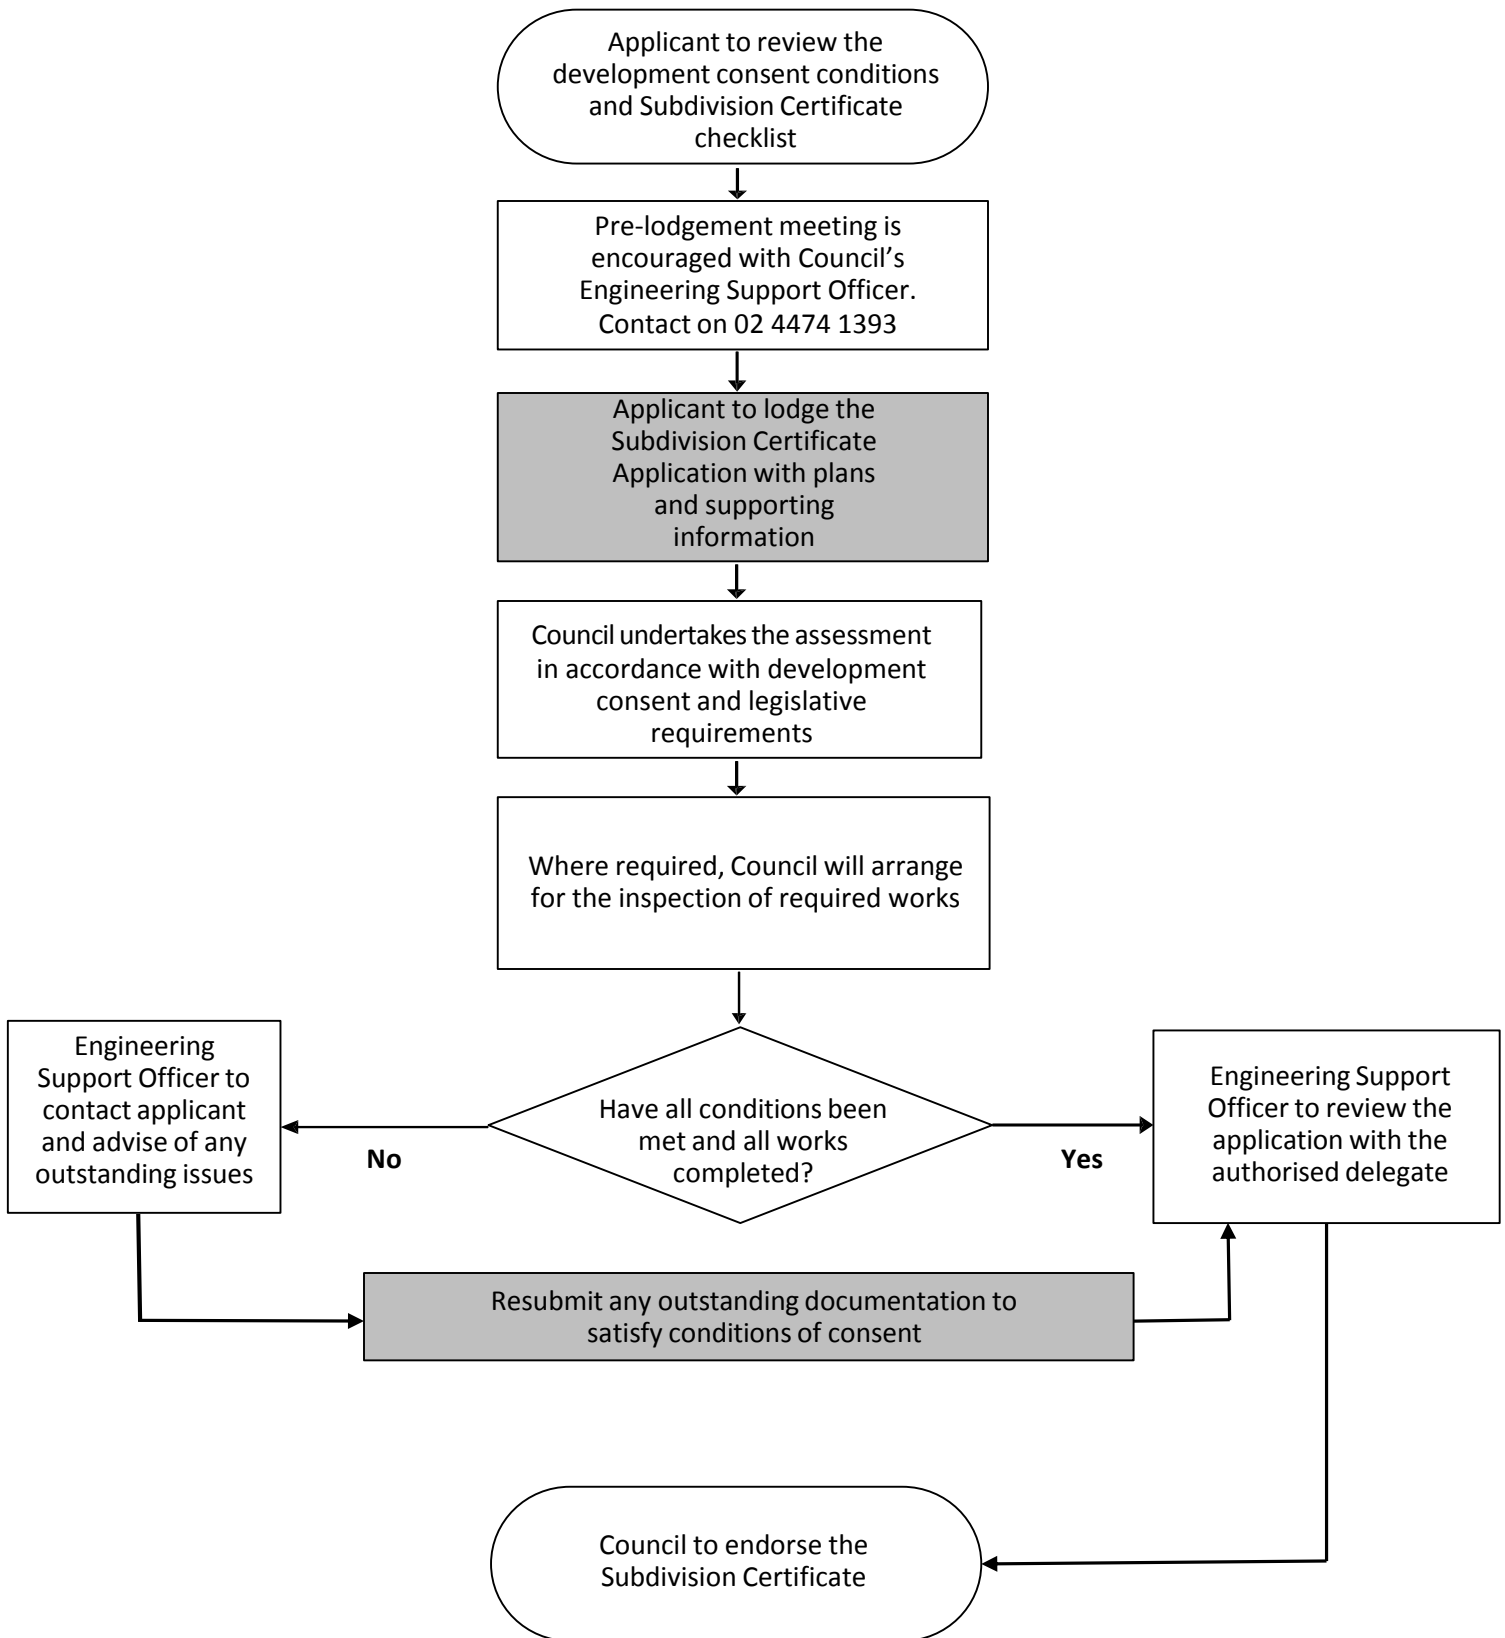 Applicant to review the
development consent conditions
and Subdivision Certificate
checklist
Pre-lodgement meeting is
encouraged with Council’s
Engineering Support Officer.
Contact on 02 4474 1393
Applicant to lodge the
Subdivision Certificate
Application with plans
and supporting
information
Council undertakes the assessment
in accordance with development
consent and legislative
requirements
Where required, Council will arrange
for the inspection of required works
Have all conditions been
met and all works
completed?
No
Engineering
Support Officer to
contact applicant
and advise of any
outstanding issues
Yes
Engineering Support
Officer to review the
application with the
authorised delegate
Resubmit any outstanding documentation to
satisfy conditions of consent
Council to endorse the
Subdivision Certificate